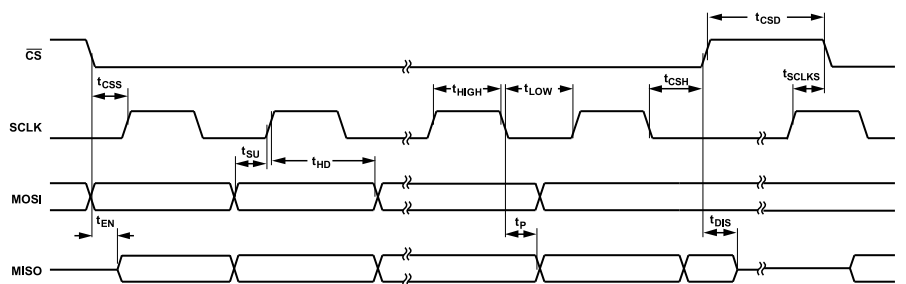 tCSD
CS
tCSS
tHIGH
tLOW
tCSH
tSCLKS
SCLK
tSU
tHD
MOSI
tEN
tP
tDIS
MISO